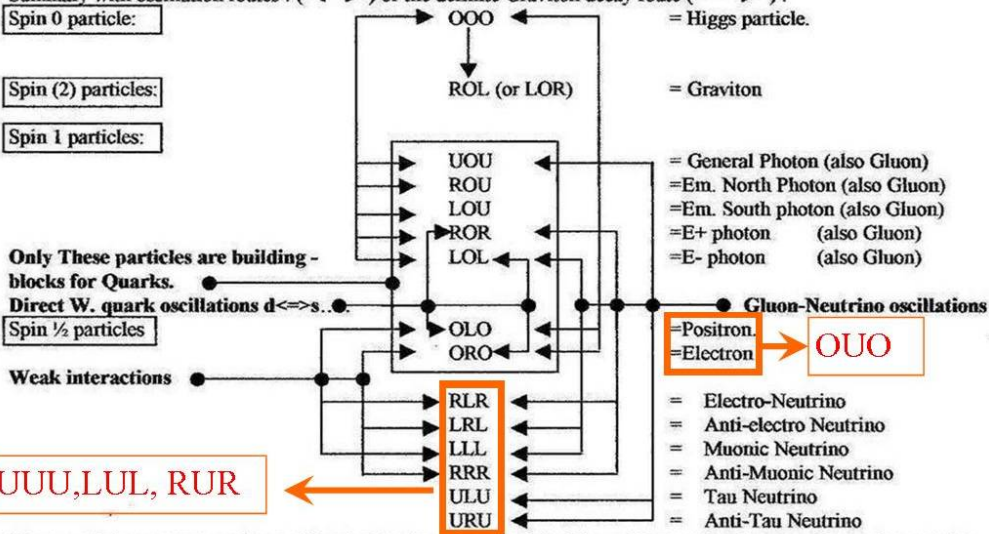 Spin 0 particle: OOO = Higgs particle.
Spin (2) particles: ROL (or LOR) = Graviton
Spin 1 particles:
UOU = General Photon (also Gluon)
ROU =Em. North Photon (also Gluon)
LOU =Em. South photon (also Gluon)
ROR =E+ photon (also Gluon)
Only These particles are building - LOL =E- photon (also Gluon)
blocks for Quarks.
Direct W. quark oscillations d<=>s... Gluon-Neutrino oscillations
Spin ½ particles OLO =Positron.
ORO =Electron OUO
Weak interactions
RLR = Electro-Neutrino
LRL = Anti-electro Neutrino
LLL = Muonic Neutrino
UUU,LUL, RUR RRR = Anti-Muonic Neutrino
ULU = Tau Neutrino
URU = Anti-Tau Neutrino